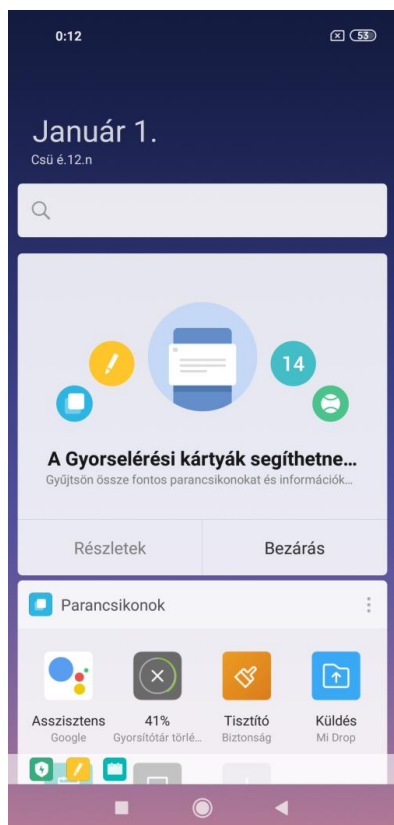 0:12
53
Január 1.
Csü é.12.n
14
A Gyorselérési kártyák segíthetne...
Gyűjtsön össze fontos parancsikonokat és információk...
Részletek Bezárás
Parancsikonok
Asszisztens 41% Tisztító Küldés
Google Gyorsítótár törlé... Biztonság Mi Drop